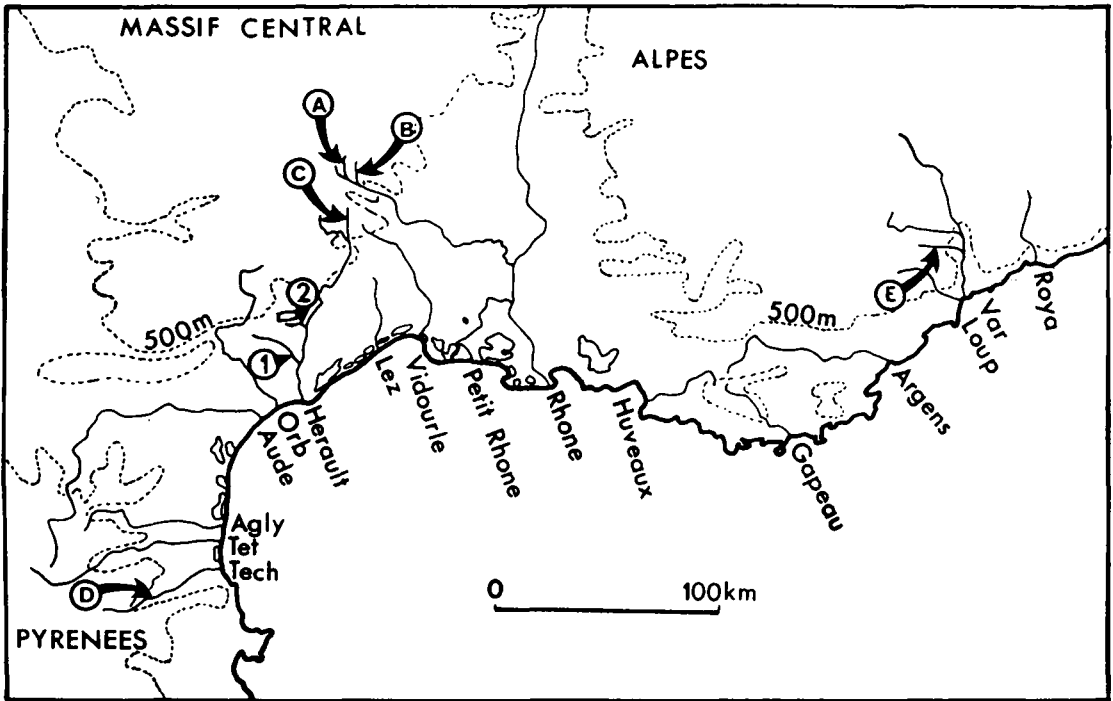 MASSIF CENTRAL
ALPES
A
B
C
2
500m
1
E
500m
Roya
Var
Loup
Argens
Lez
Vidourle
Petit Rhone
Rhone
Huveaux
Gapeau
Herault
Orb
Aude
Agly
Tet
Tech
D
0 100km
PYRENEES